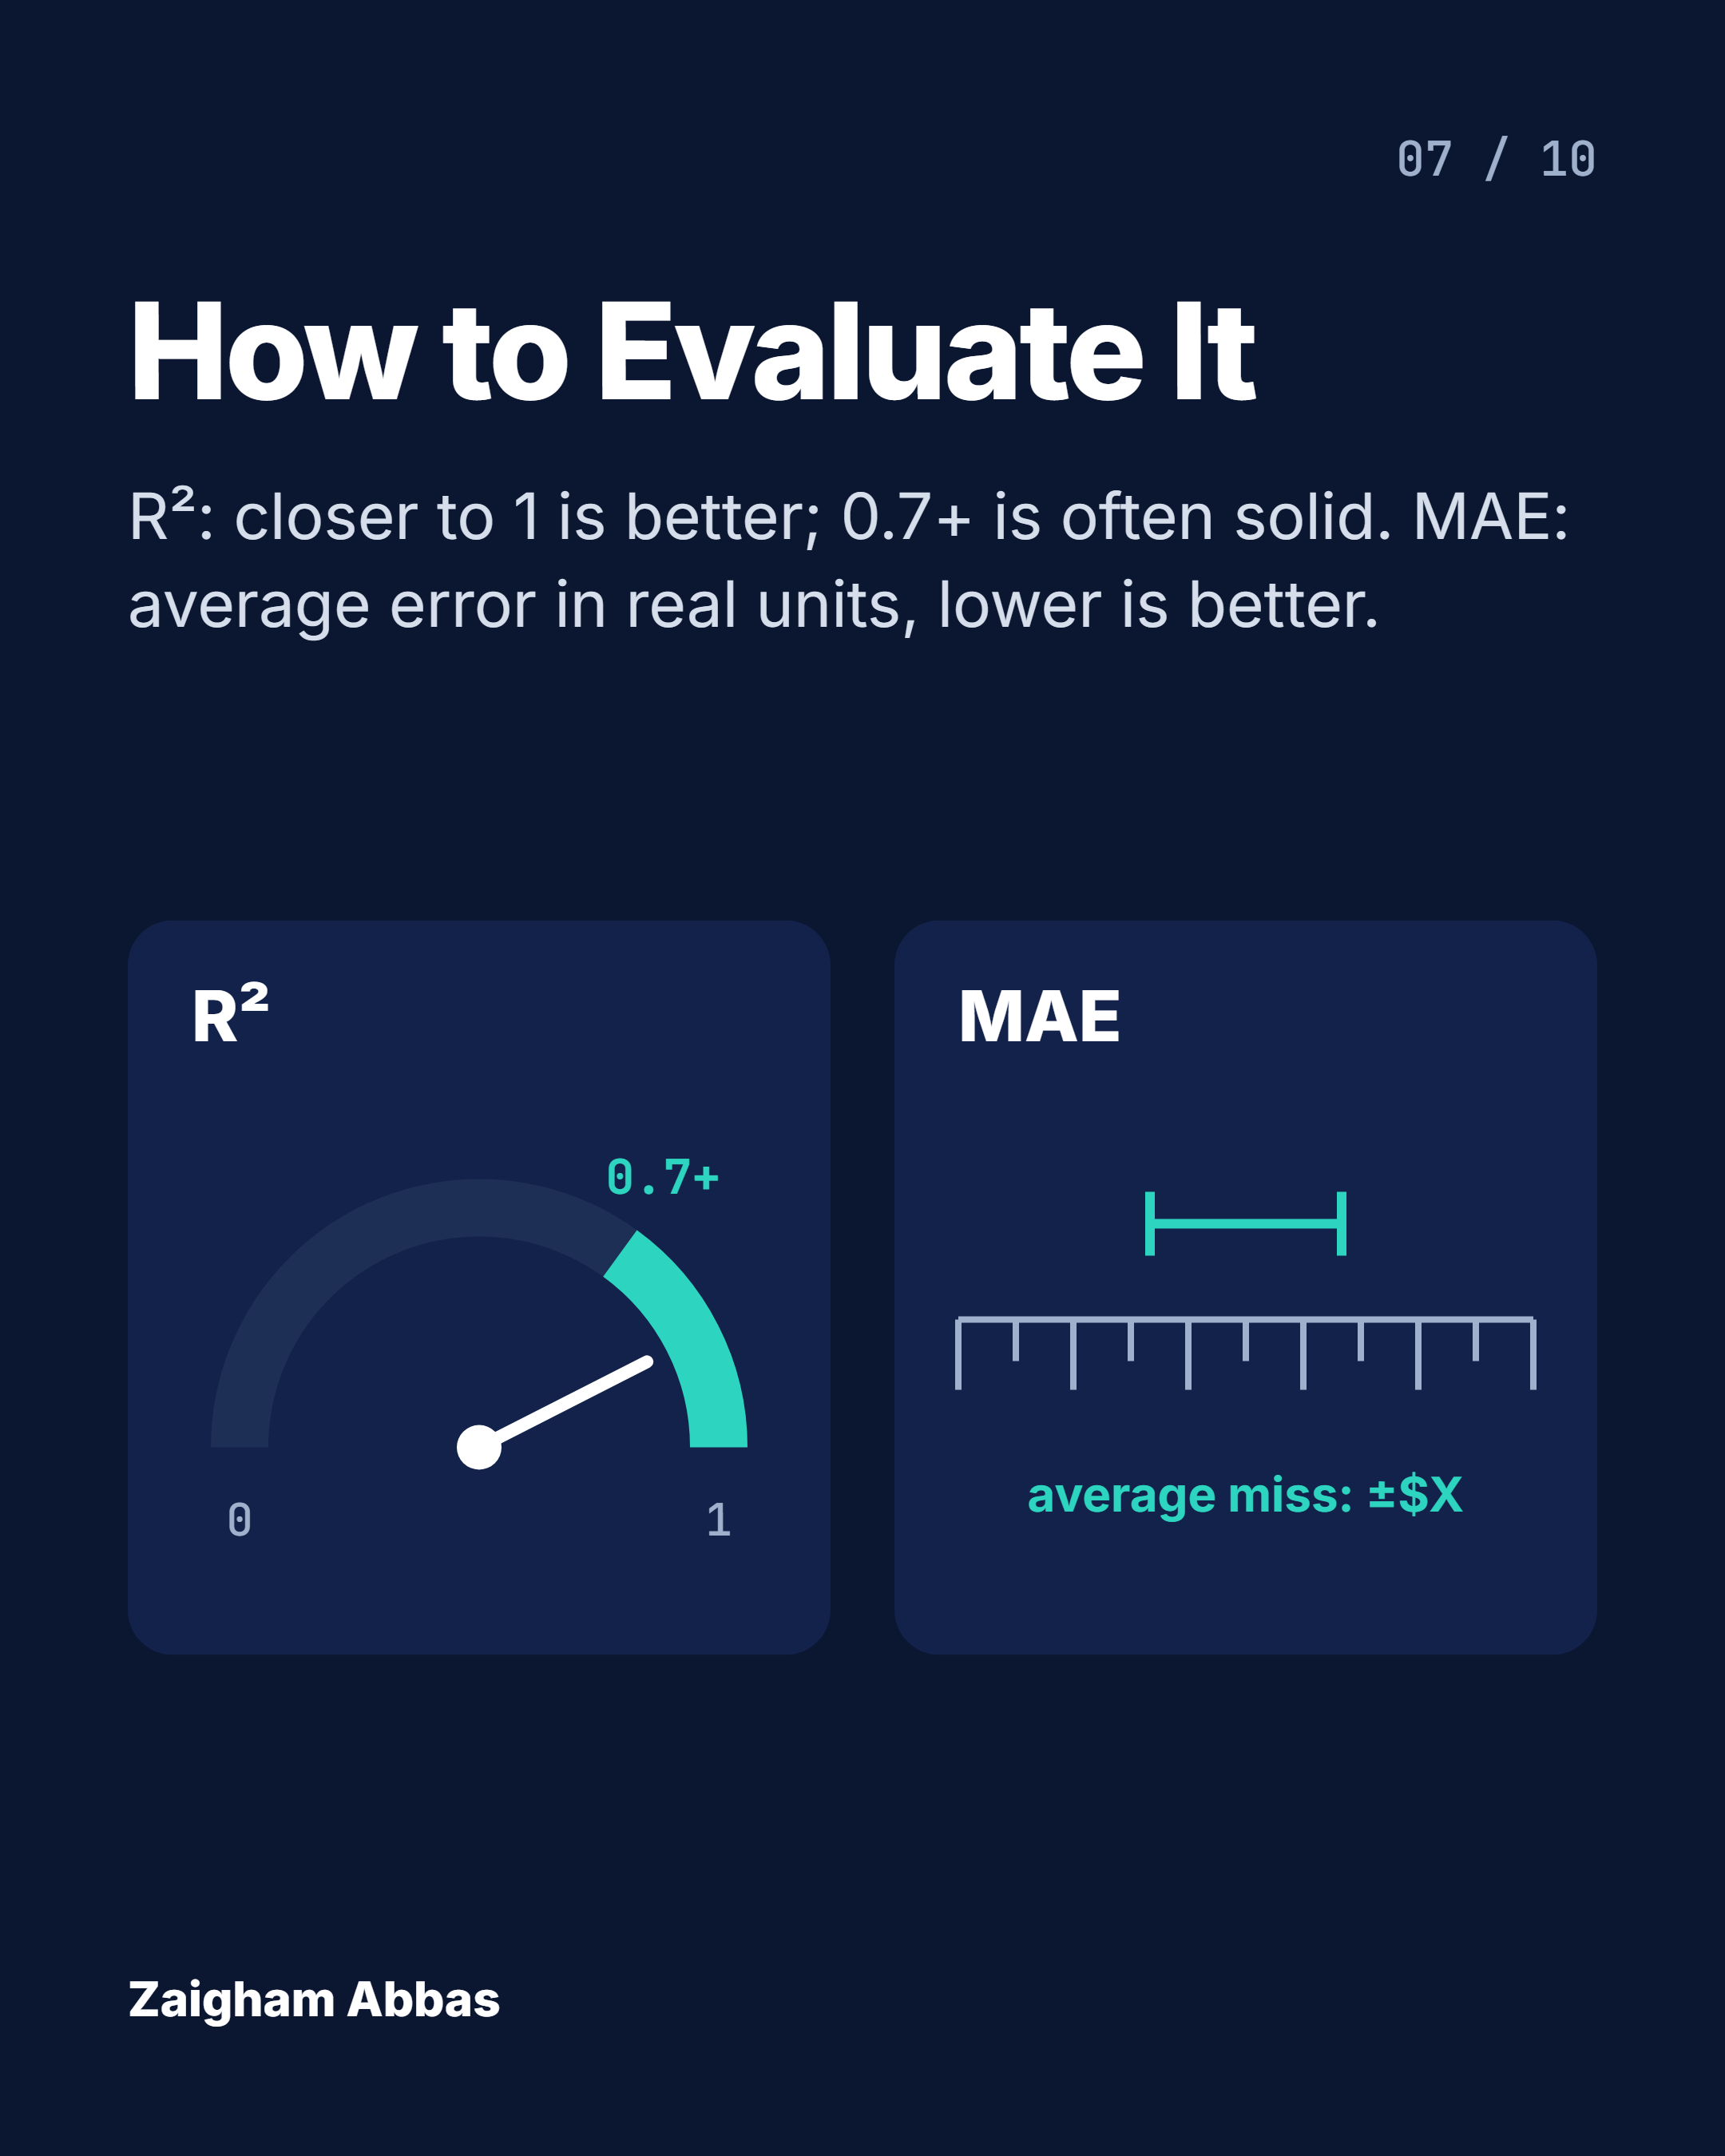 07 / 10
How to Evaluate It
R²: closer to 1 is better; 0.7+ is often solid. MAE:
average error in real units, lower is better.
R²
0.7+
0 1
MAE
average miss: ±$X
Zaigham Abbas